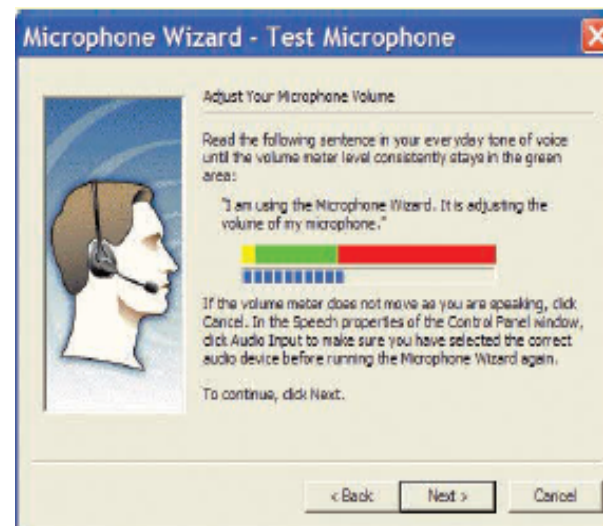 Microphone Wizard - Test Microphone
Adjust Your Microphone Volume
Read the following sentence in your everyday tone of voice
until the volume meter level consistently stays in the green
area:
"I am using the Microphone Wizard. It is adjusting the
volume of my microphone."
If the volume meter does not move as you are speaking, click
Cancel. In the Speech properties of the Control Panel window,
click Audio Input to make sure you have selected the correct
audio device before running the Microphone Wizard again.
To continue, click Next.
< Back Next > Cancel